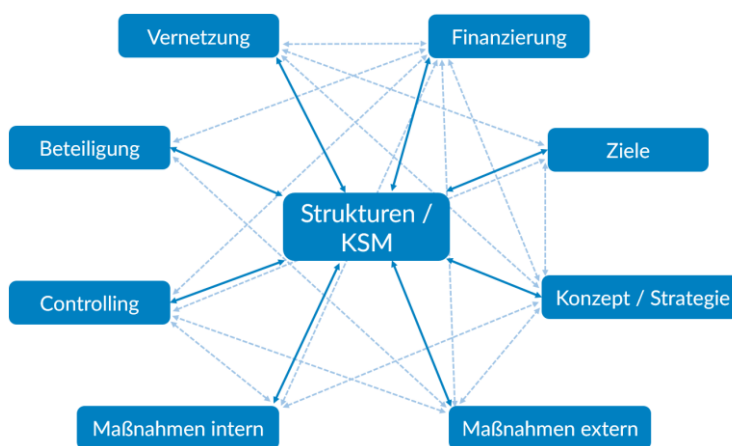 Vernetzung
Finanzierung
Beteiligung
Ziele
Strukturen /
KSM
Controlling
Konzept / Strategie
Maßnahmen intern
Maßnahmen extern